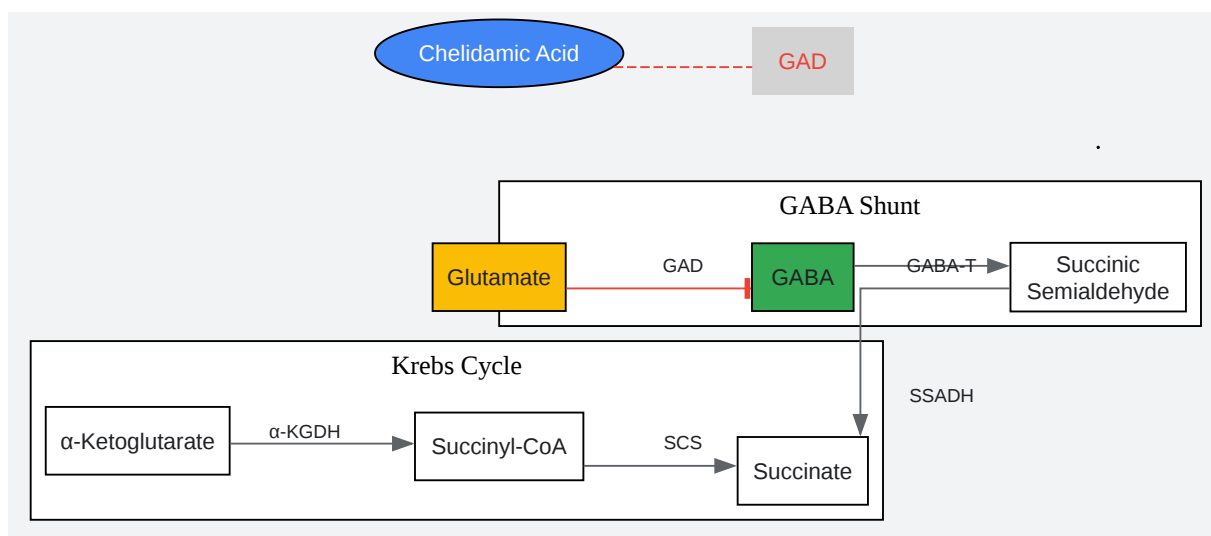 Chelidamic Acid
GAD
.
GABA Shunt
Glutamate
GAD
GABA
GABA-T
Succinic
Semialdehyde
Krebs Cycle
SSADH
α-Ketoglutarate
α-KGDH
Succinyl-CoA
SCS
Succinate